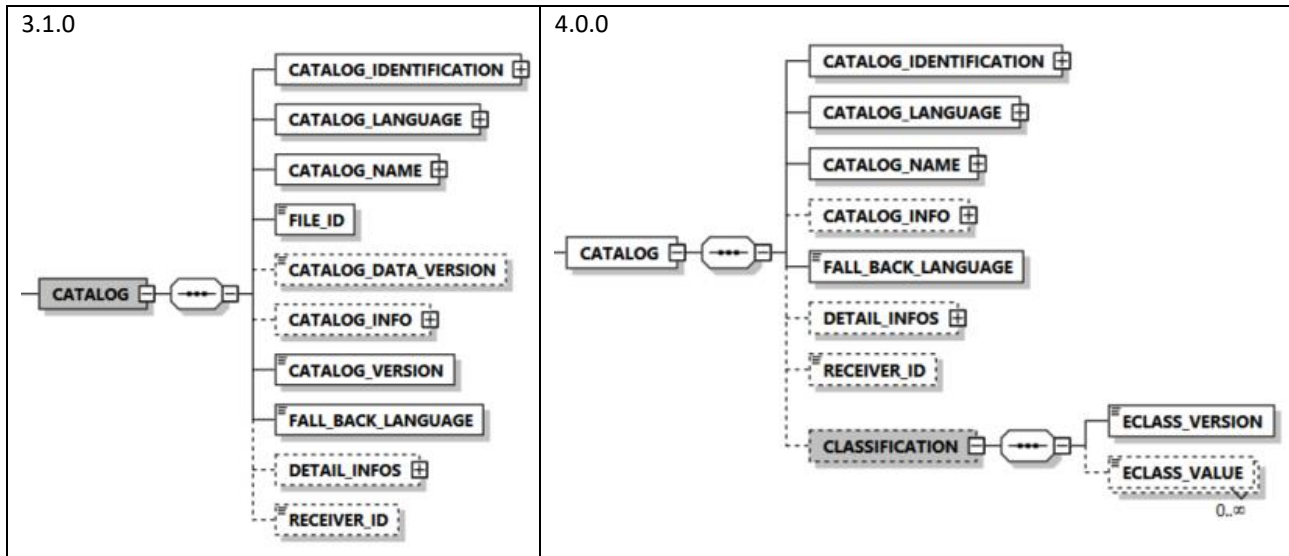 3.1.0
CATALOG
CATALOG_IDENTIFICATION
CATALOG_LANGUAGE
CATALOG_NAME
FILE_ID
CATALOG_DATA_VERSION
CATALOG_INFO
CATALOG_VERSION
FALL_BACK_LANGUAGE
DETAIL_INFOS
RECEIVER_ID
4.0.0
CATALOG
CATALOG_IDENTIFICATION
CATALOG_LANGUAGE
CATALOG_NAME
CATALOG_INFO
FALL_BACK_LANGUAGE
DETAIL_INFOS
RECEIVER_ID
CLASSIFICATION
ECLASS_VERSION
ECLASS_VALUE
0..∞